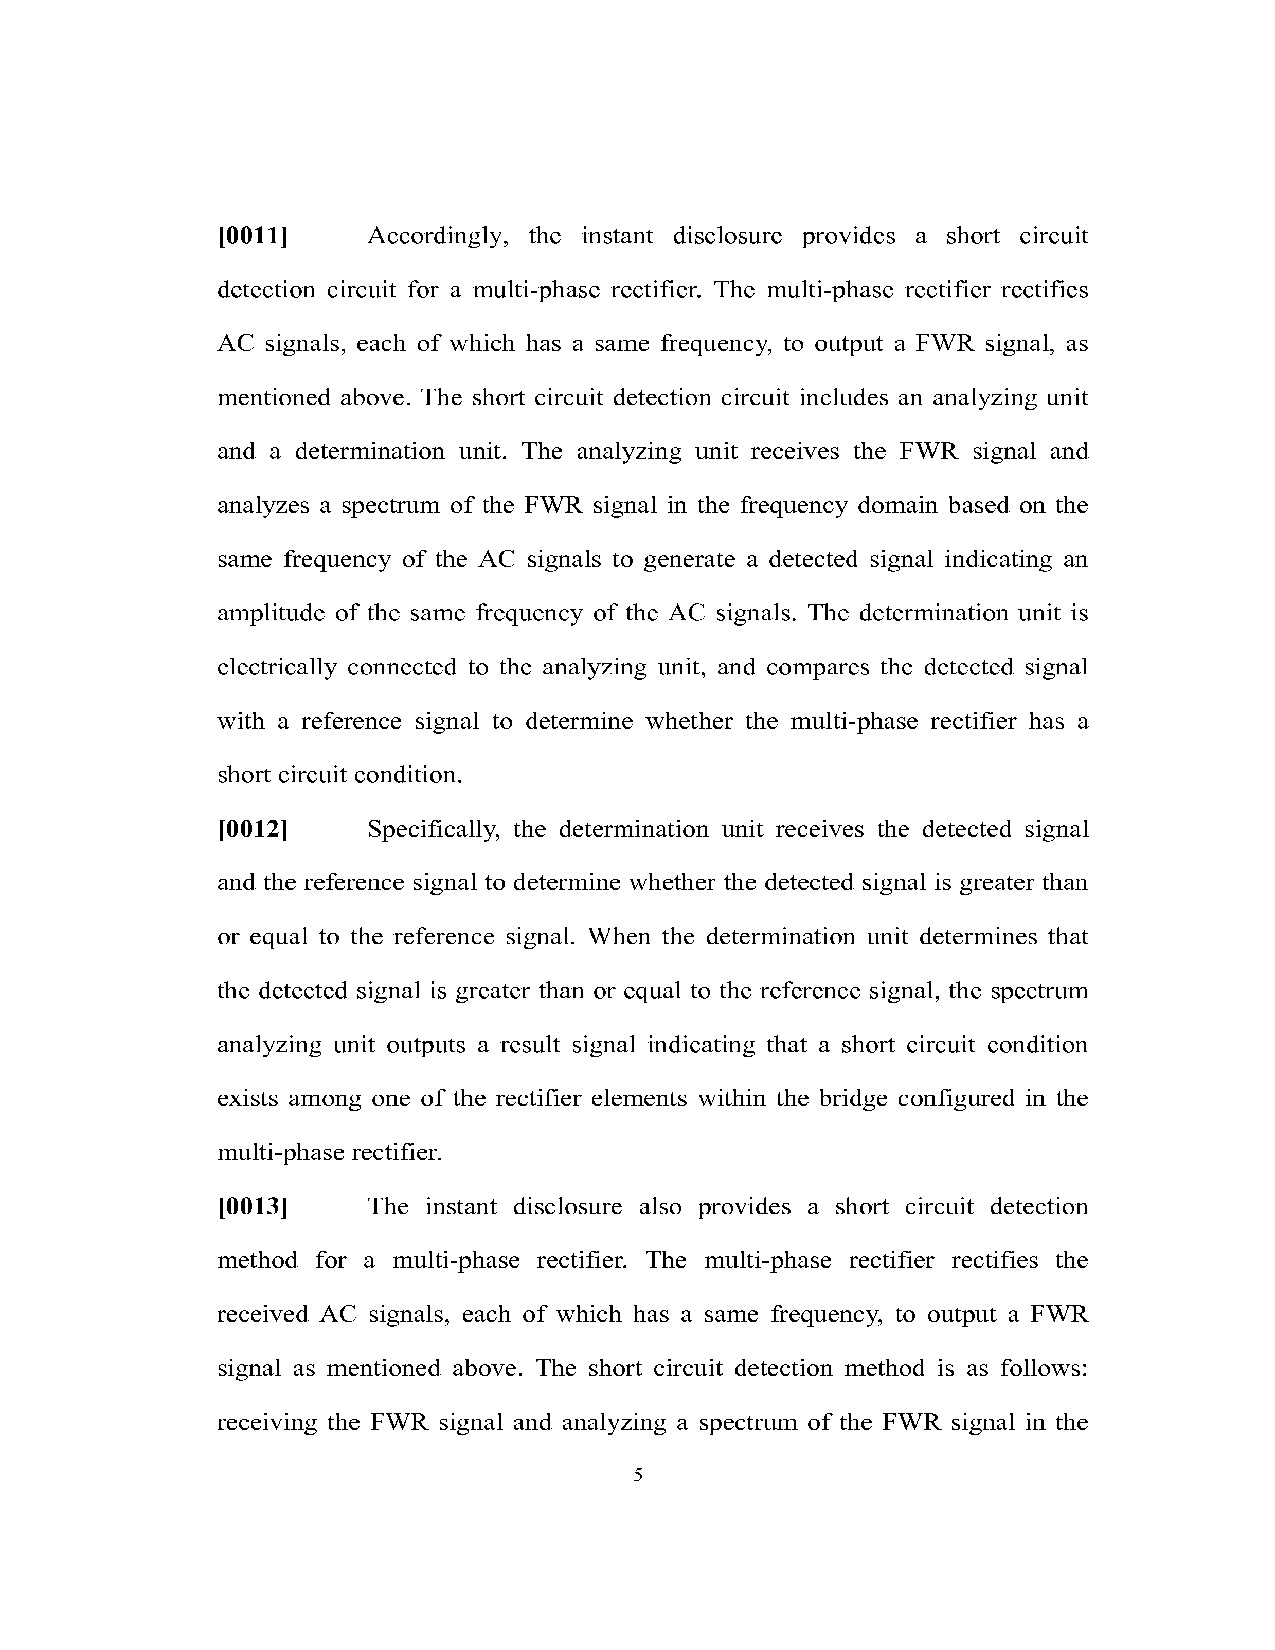 [0011] Accordingly, the instant disclosure provides a short circuit
detection circuit for a multi-phase rectifier. The multi-phase rectifier rectifies
AC signals, each of which has a same frequency, to output a FWR signal, as
mentioned above. The short circuit detection circuit includes an analyzing unit
and a determination unit. The analyzing unit receives the FWR signal and
analyzes a spectrum of the FWR signal in the frequency domain based on the
same frequency of the AC signals to generate a detected signal indicating an
amplitude of the same frequency of the AC signals. The determination unit is
electrically connected to the analyzing unit, and compares the detected signal
with a reference signal to determine whether the multi-phase rectifier has a
short circuit condition.
[0012] Specifically, the determination unit receives the detected signal
and the reference signal to determine whether the detected signal is greater than
or equal to the reference signal. When the determination unit determines that
the detected signal is greater than or equal to the reference signal, the spectrum
analyzing unit outputs a result signal indicating that a short circuit condition
exists among one of the rectifier elements within the bridge configured in the
multi-phase rectifier.
[0013] The instant disclosure also provides a short circuit detection
method for a multi-phase rectifier. The multi-phase rectifier rectifies the
received AC signals, each of which has a same frequency, to output a FWR
signal as mentioned above. The short circuit detection method is as follows:
receiving the FWR signal and analyzing a spectrum of the FWR signal in the
5